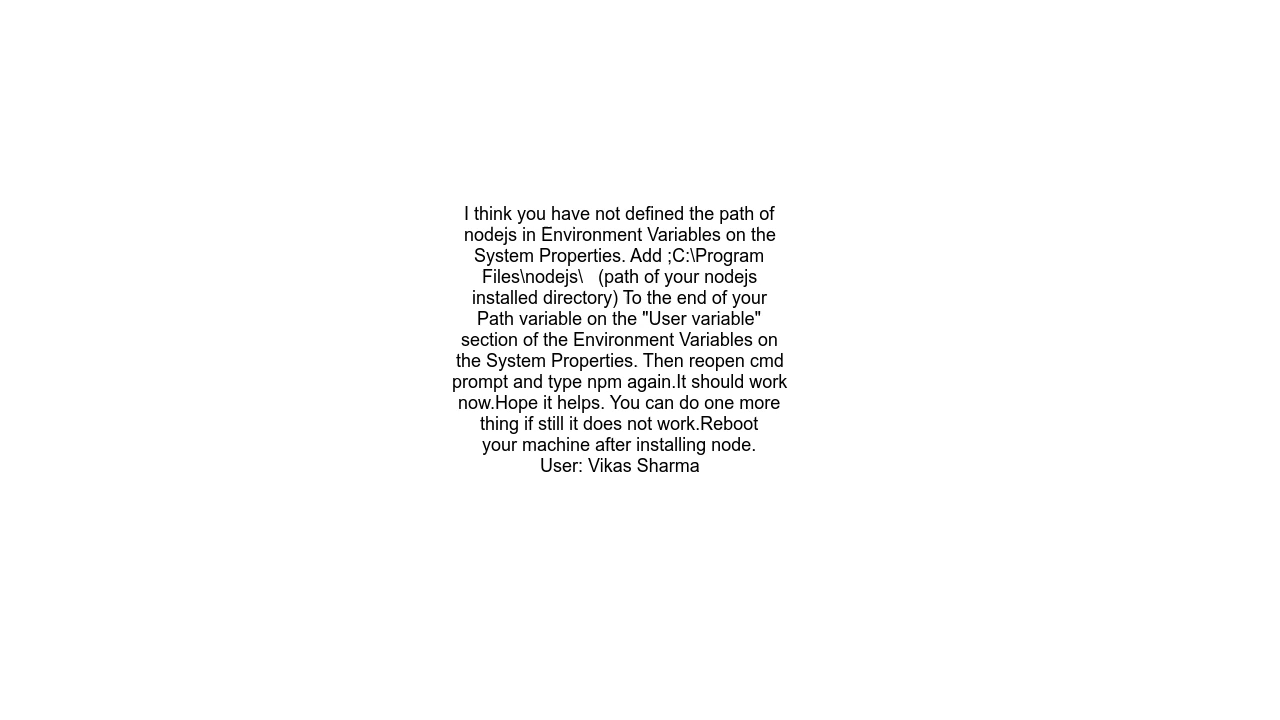 I think you have not defined the path of
nodejs in Environment Variables on the
System Properties. Add ;C:\Program
Files\nodejs\   (path of your nodejs
installed directory) To the end of your
Path variable on the "User variable"
section of the Environment Variables on
the System Properties. Then reopen cmd
prompt and type npm again.It should work
now.Hope it helps. You can do one more
thing if still it does not work.Reboot
your machine after installing node.
User: Vikas Sharma